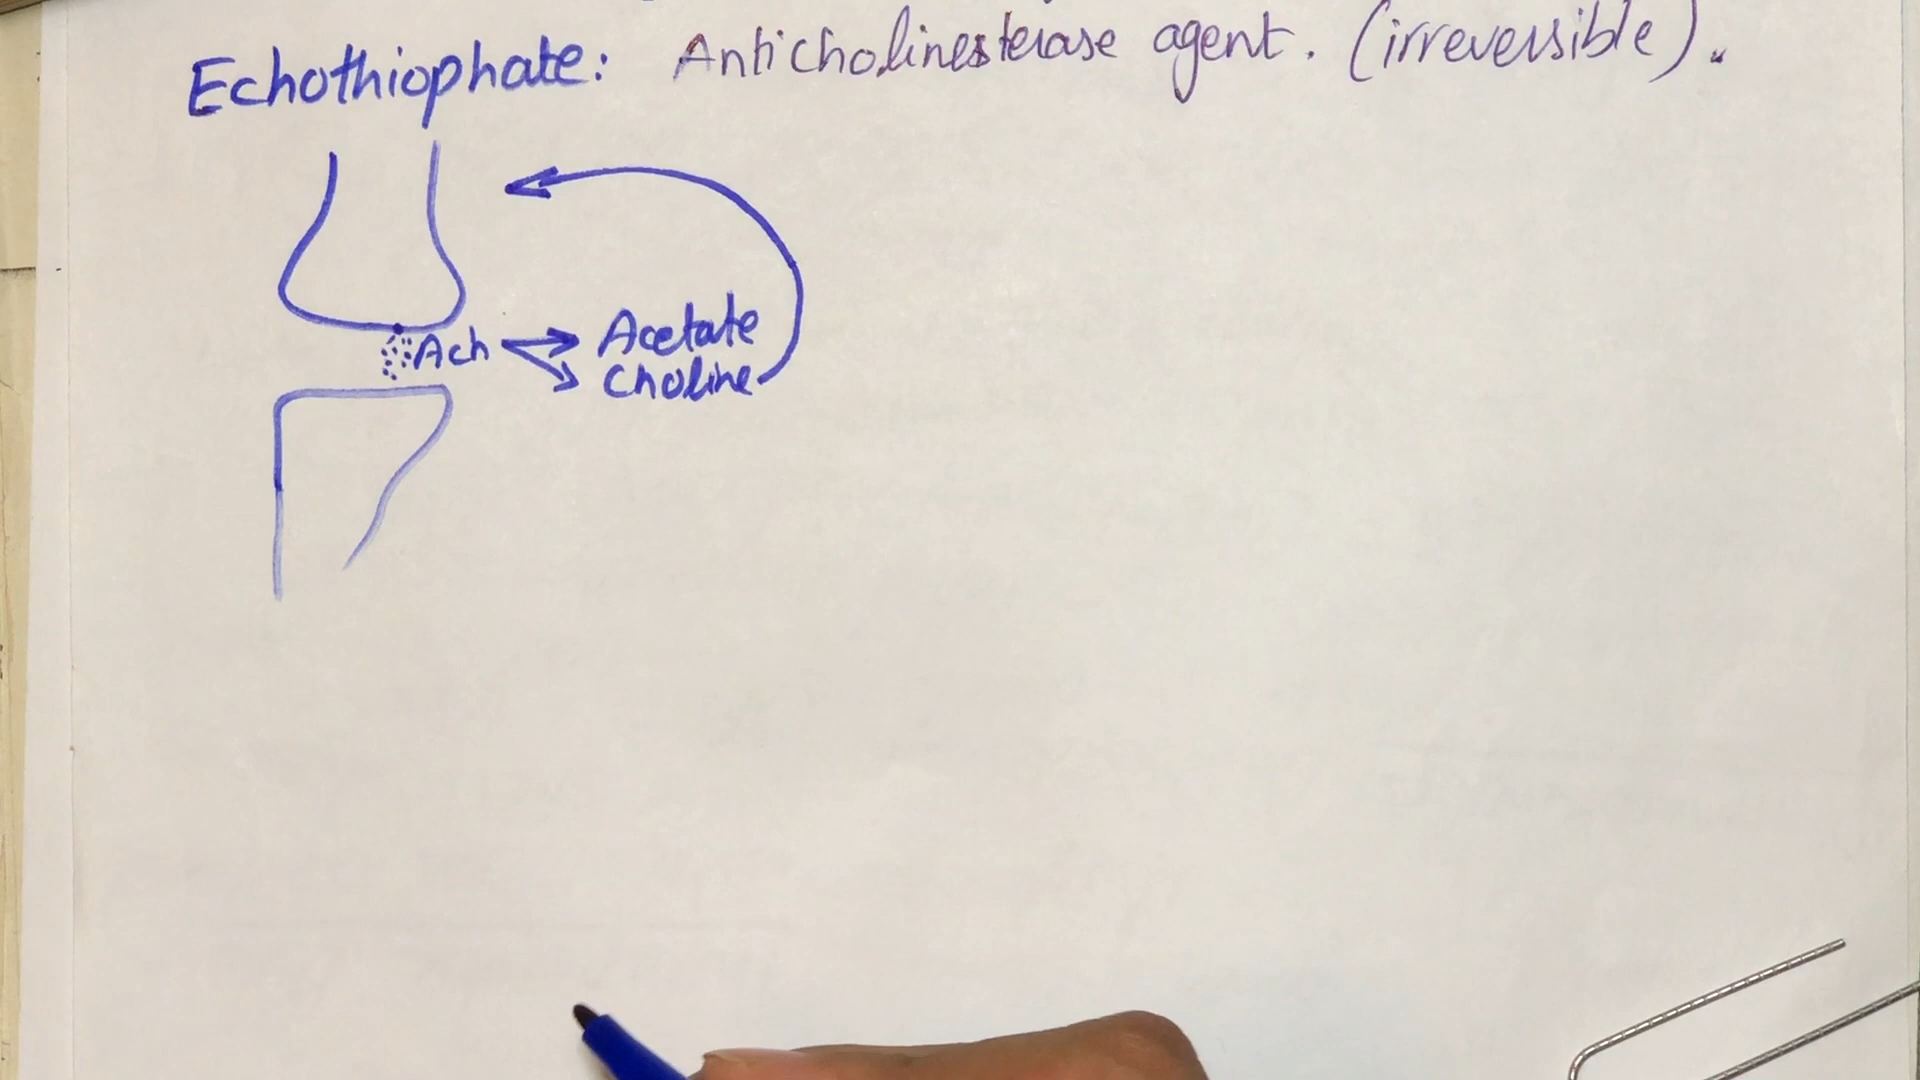 Echothiophate: Anticholinesterase agent. (irreversible).
Ach Acetate
Choline